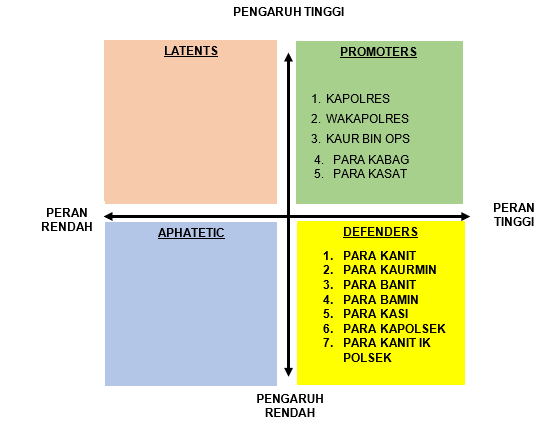 PENGARUH TINGGI
LATENTS
PROMOTERS
1. KAPOLRES
2. WAKAPOLRES
3. KAUR BIN OPS
4. PARA KABAG
5. PARA KASAT
PERAN
RENDAH
PERAN
TINGGI
APHATETIC
DEFENDERS
1. PARA KANIT
2. PARA KAURMIN
3. PARA BANIT
4. PARA BAMIN
5. PARA KASI
6. PARA KAPOLSEK
7. PARA KANIT IK
POLSEK
PENGARUH
RENDAH